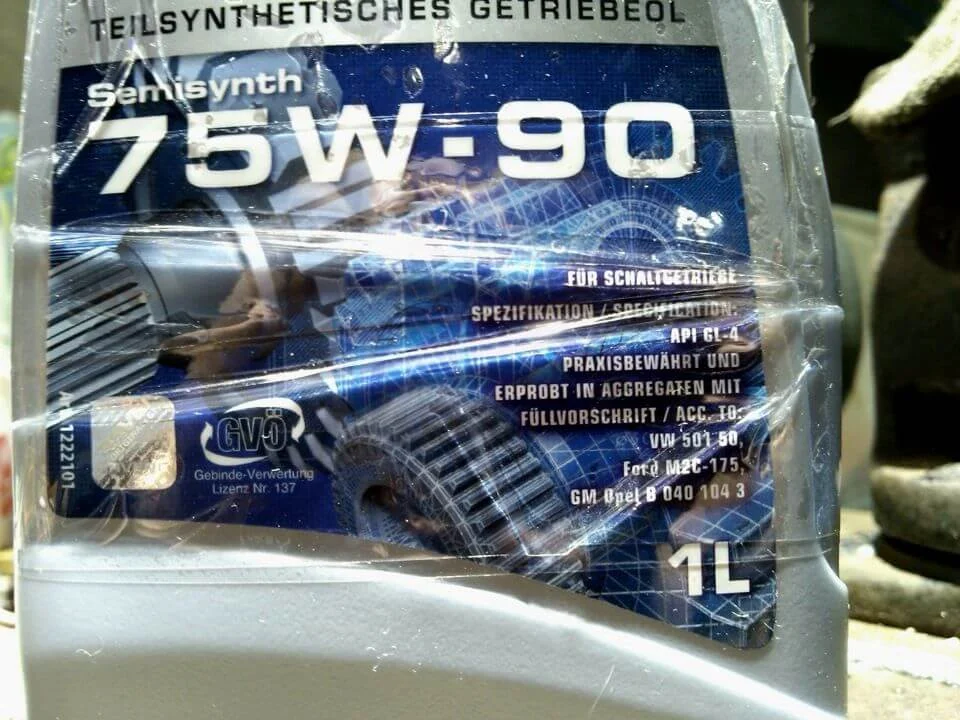 TEILSYNTHETISCHES GETRIEBEÖL
Semisynth
75W-90
FÜR SCHALTGETRIEBE
SPEZIFIKATION / SPECIFICATION:
API GL-4
PRAXISBEWÄHRT UND
ERPROBT IN AGGREGATEN MIT
FÜLLVORSCHRIFT / ACC. TO:
VW 501 50,
Ford M2C-175,
GM Opel B 040 104 3
GVÖ
Gebinde-Verwertung
Lizenz Nr. 137
1L